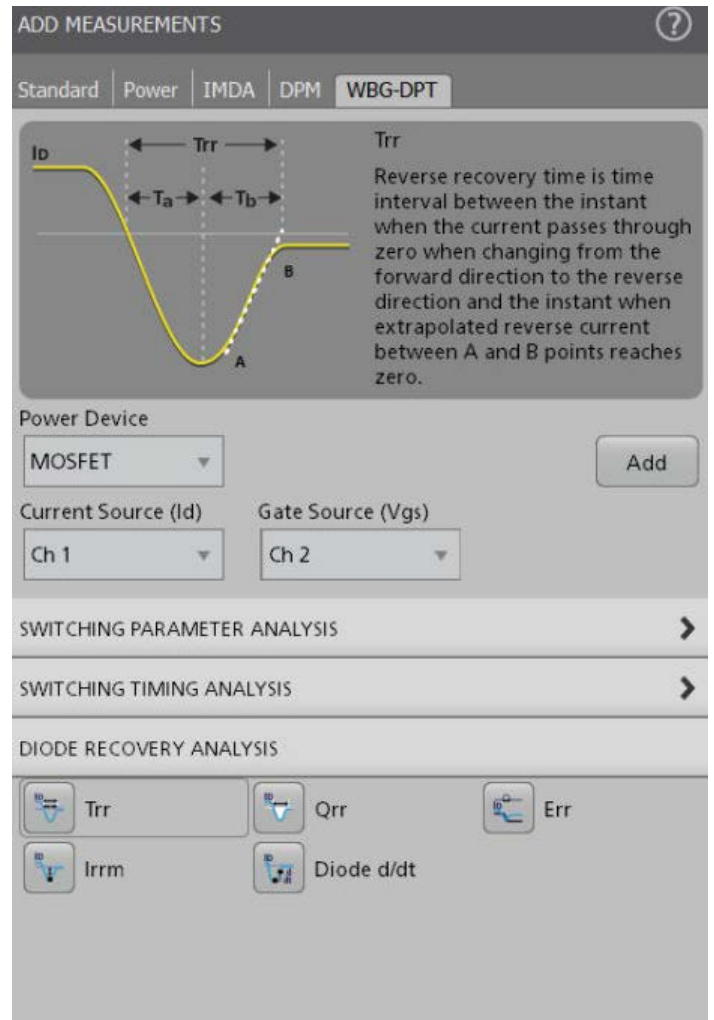 ADD MEASUREMENTS
?
Standard Power IMDA DPM WBG-DPT
ID
Trr
Ta Tb
B
A
Trr
Reverse recovery time is time
interval between the instant
when the current passes through
zero when changing from the
forward direction to the reverse
direction and the instant when
extrapolated reverse current
between A and B points reaches
zero.
Power Device
MOSFET
Add
Current Source (Id) Gate Source (Vgs)
Ch 1 Ch 2
SWITCHING PARAMETER ANALYSIS
SWITCHING TIMING ANALYSIS
DIODE RECOVERY ANALYSIS
Trr Qrr Err
Irrm Diode d/dt